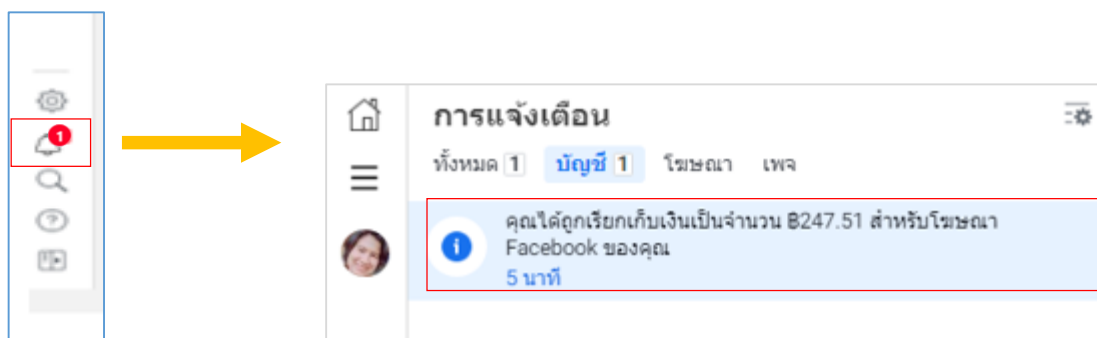 1
การแจ้งเตือน
ทั้งหมด 1 บัญชี 1 โฆษณา เพจ
คุณได้ถูกเรียกเก็บเงินเป็นจำนวน ฿247.51 สำหรับโฆษณา
Facebook ของคุณ
5 นาที